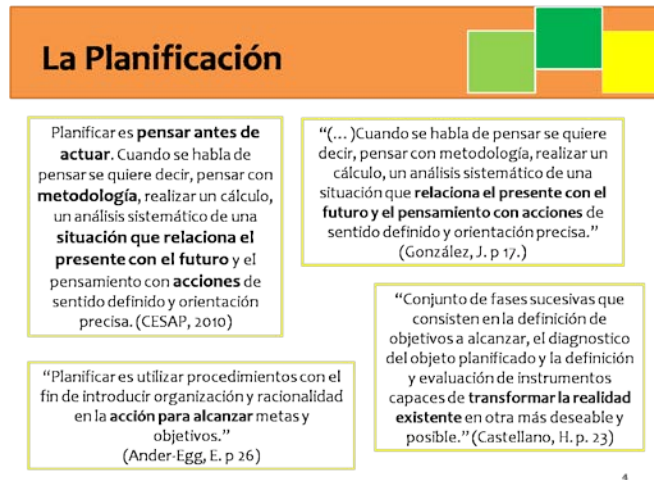 La Planificación
Planificar es pensar antes de
actuar. Cuando se habla de
pensar se quiere decir, pensar con
metodología, realizar un cálculo,
un análisis sistemático de una
situación que relaciona el
presente con el futuro y el
pensamiento con acciones de
sentido definido y orientación
precisa. (CESAP, 2010)
“(... )Cuando se habla de pensar se quiere
decir, pensar con metodología, realizar un
cálculo, un análisis sistemático de una
situación que relaciona el presente con el
futuro y el pensamiento con acciones de
sentido definido y orientación precisa.”
(González, J. p 17.)
“Planificar es utilizar procedimientos con el
fin de introducir organización y racionalidad
en la acción para alcanzar metas y
objetivos.”
(Ander-Egg, E. p 26)
“Conjunto de fases sucesivas que
consisten en la definición de
objetivos a alcanzar, el diagnostico
del objeto planificado y la definición
y evaluación de instrumentos
capaces de transformar la realidad
existente en otra más deseable y
posible.” (Castellano, H. p. 23)
4